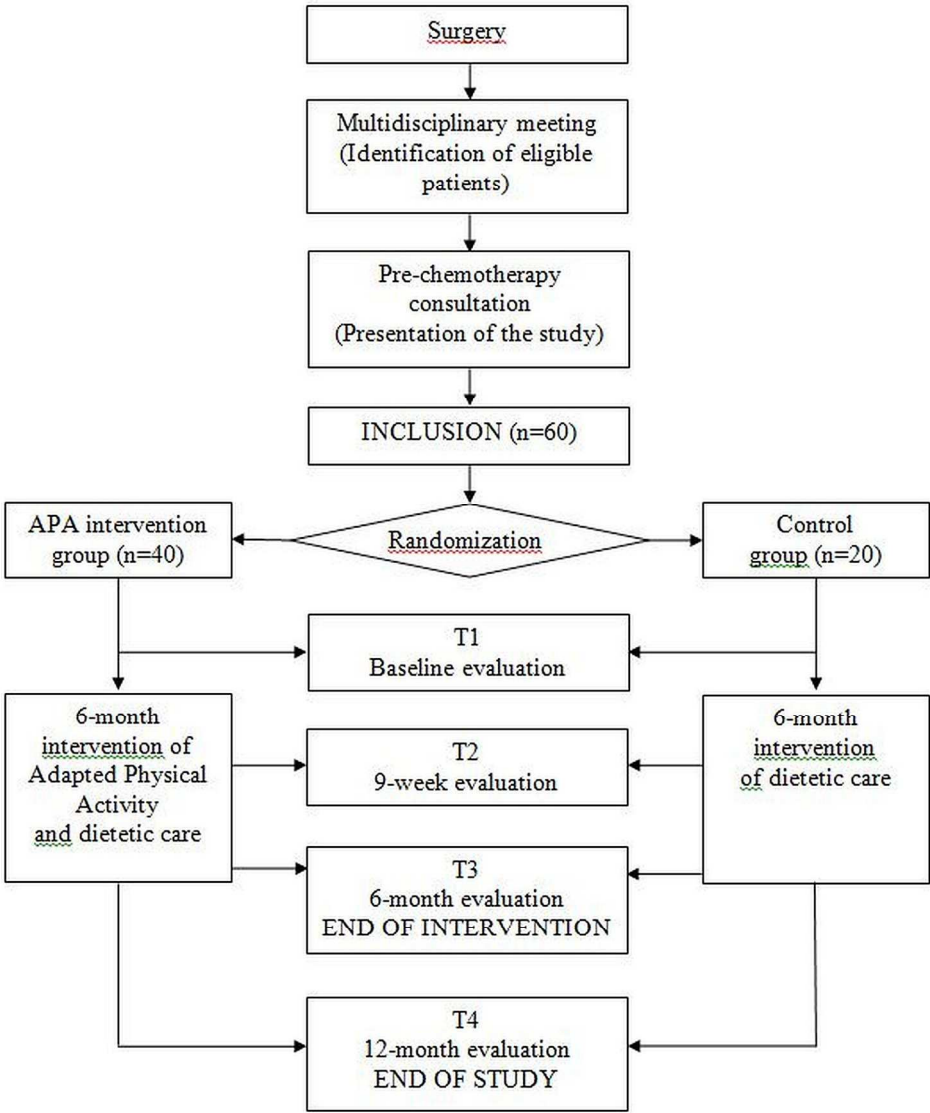 Surgery
Multidisciplinary meeting
(Identification of eligible
patients)
Pre-chemotherapy
consultation
(Presentation of the study)
INCLUSION (n=60)
APA intervention
group (n=40)
Randomization
Control
group (n=20)
T1
Baseline evaluation
6-month
intervention of
Adapted Physical
Activity
and dietetic care
T2
9-week evaluation
6-month
intervention
of dietetic care
T3
6-month evaluation
END OF INTERVENTION
T4
12-month evaluation
END OF STUDY